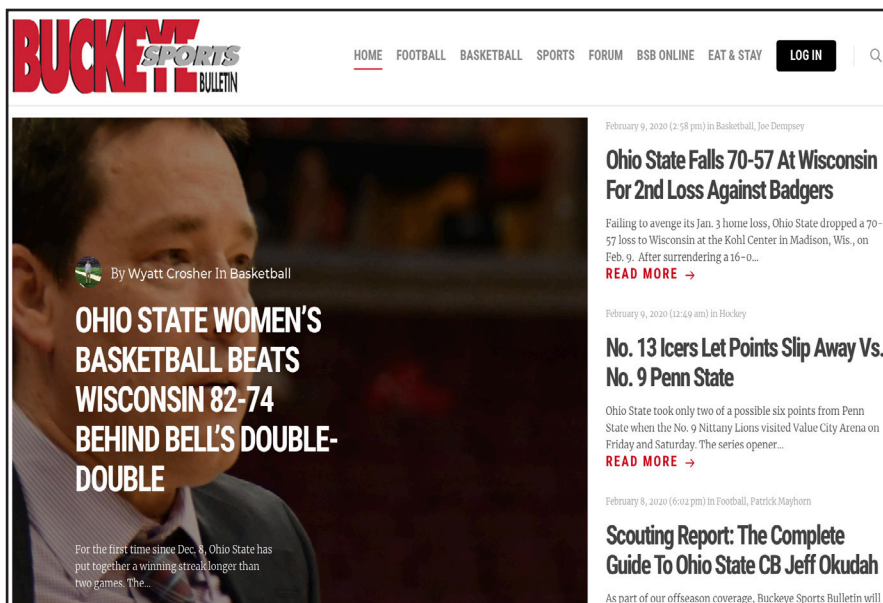 BUCKEYE
SPORTS
BULLETIN
HOME FOOTBALL BASKETBALL SPORTS FORUM BSB ONLINE EAT & STAY LOG IN
By Wyatt Crosher In Basketball
OHIO STATE WOMEN'S
BASKETBALL BEATS
WISCONSIN 82-74
BEHIND BELL'S DOUBLE-
DOUBLE
For the first time since Dec. 8, Ohio State has
put together a winning streak longer than
two games. The...
February 9, 2020 (2:58 pm) in Basketball, Joe Dempsey
Ohio State Falls 70-57 At Wisconsin
For 2nd Loss Against Badgers
Failing to avenge its Jan. 3 home loss, Ohio State dropped a 70-
57 loss to Wisconsin at the Kohl Center in Madison, Wis., on
Feb. 9. After surrendering a 16-0...
READ MORE →
February 9, 2020 (12:49 am) in Hockey
No. 13 Icers Let Points Slip Away Vs.
No. 9 Penn State
Ohio State took only two of a possible six points from Penn
State when the No. 9 Nittany Lions visited Value City Arena on
Friday and Saturday. The series opener...
READ MORE →
February 8, 2020 (6:02 pm) in Football, Patrick Mayhorn
Scouting Report: The Complete
Guide To Ohio State CB Jeff Okudah
As part of our offseason coverage, Buckeye Sports Bulletin will